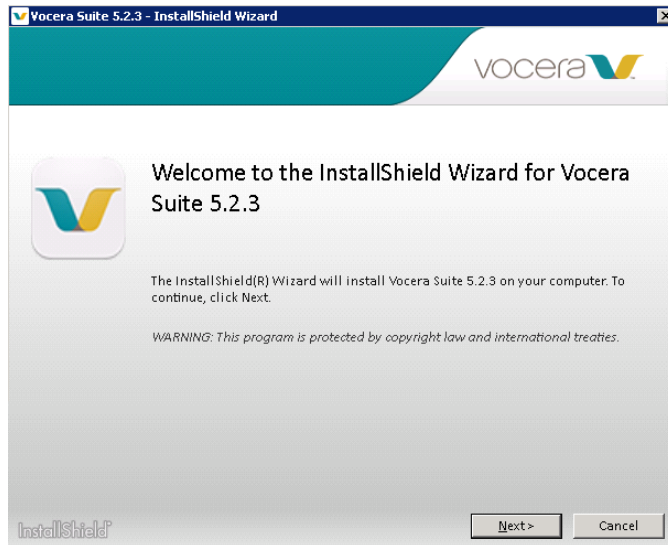 Vocera Suite 5.2.3 - InstallShield Wizard
vocera
Welcome to the InstallShield Wizard for Vocera
Suite 5.2.3
The InstallShield(R) Wizard will install Vocera Suite 5.2.3 on your computer. To
continue, click Next.
WARNING: This program is protected by copyright law and international treaties.
InstallShield
Next >
Cancel